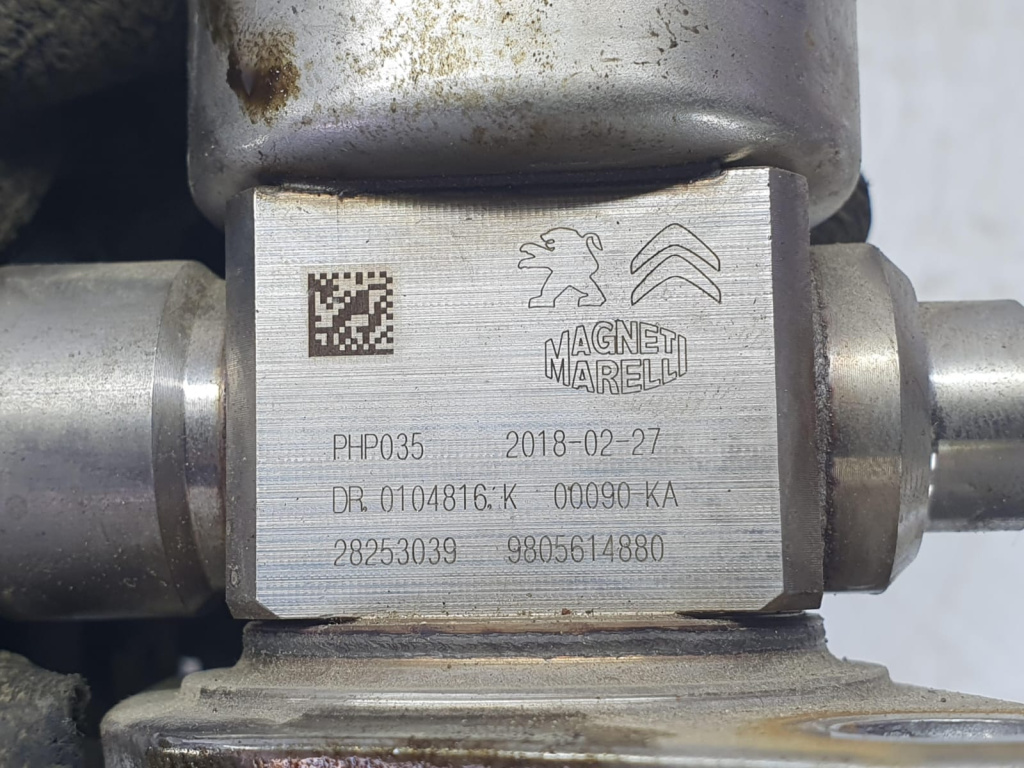 MAGNETI
MARELLI
PHP035 2018-02-27
DR. 0104816.K 00090-KA
28253039 9805614880